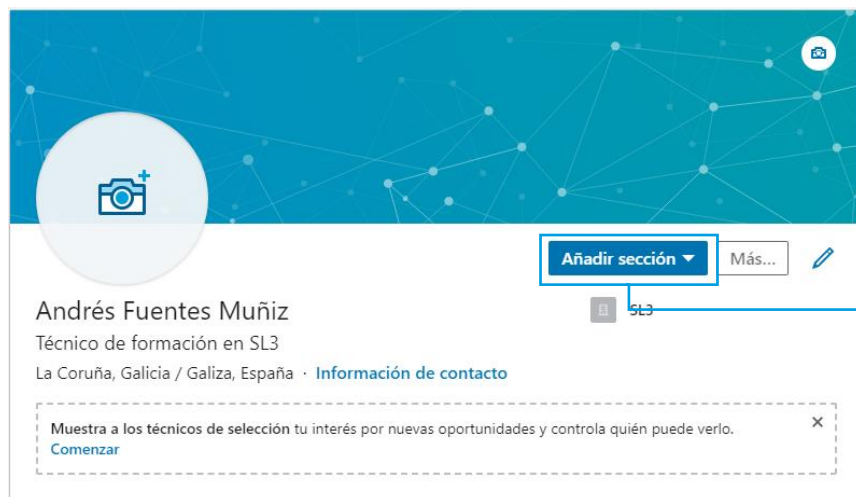 Añadir sección
Más...
Andrés Fuentes Muñiz
SL3
Técnico de formación en SL3
La Coruña, Galicia / Galiza, España · Información de contacto
Muestra a los técnicos de selección tu interés por nuevas oportunidades y controla quién puede verlo.
Comenzar